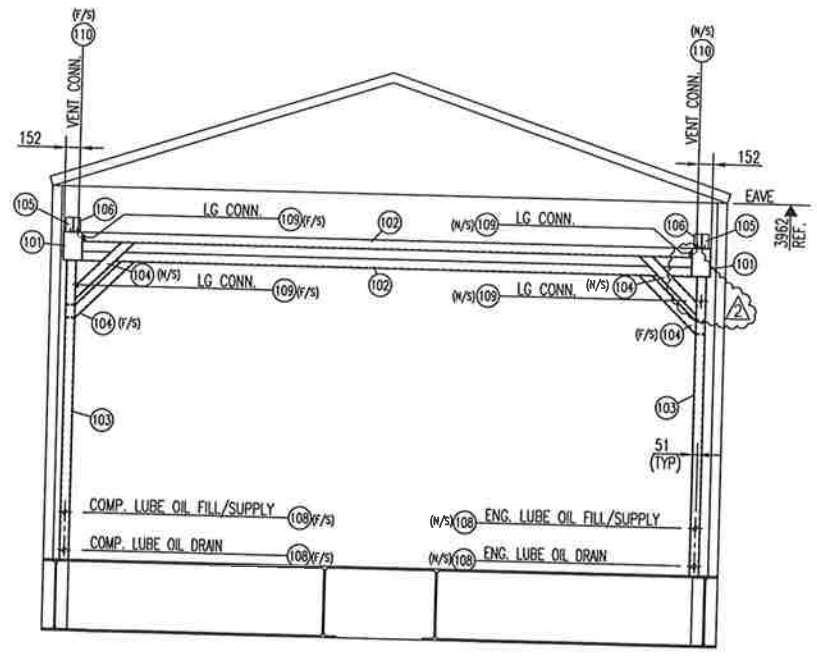 (F/S)
110
VENT CONN.
(N/S)
110
VENT CONN.
152
152
EAVE
3962
REF.
105
106
LG CONN.
109 (F/S)
102
(N/S) 109
LG CONN.
106
105
101
101
104 (N/S)
LG CONN.
109 (F/S)
102
(N/S) 109
LG CONN.
(N/S) 104
2
104 (F/S)
(F/S) 104
103
103
51
(TYP)
COMP. LUBE OIL FILL/SUPPLY
108 (F/S)
(N/S) 108
ENG. LUBE OIL FILL/SUPPLY
COMP. LUBE OIL DRAIN
108 (F/S)
(N/S) 108
ENG. LUBE OIL DRAIN